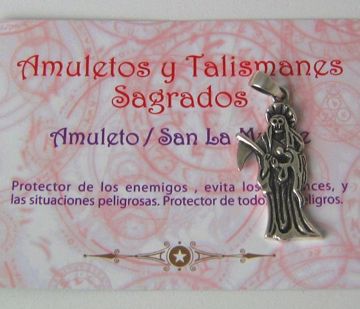 Amuletos y Talismanes
Sagrados
Amuleto / San La
Protector de los enemigos , evita los y
las situaciones peligrosas. Protector de todo